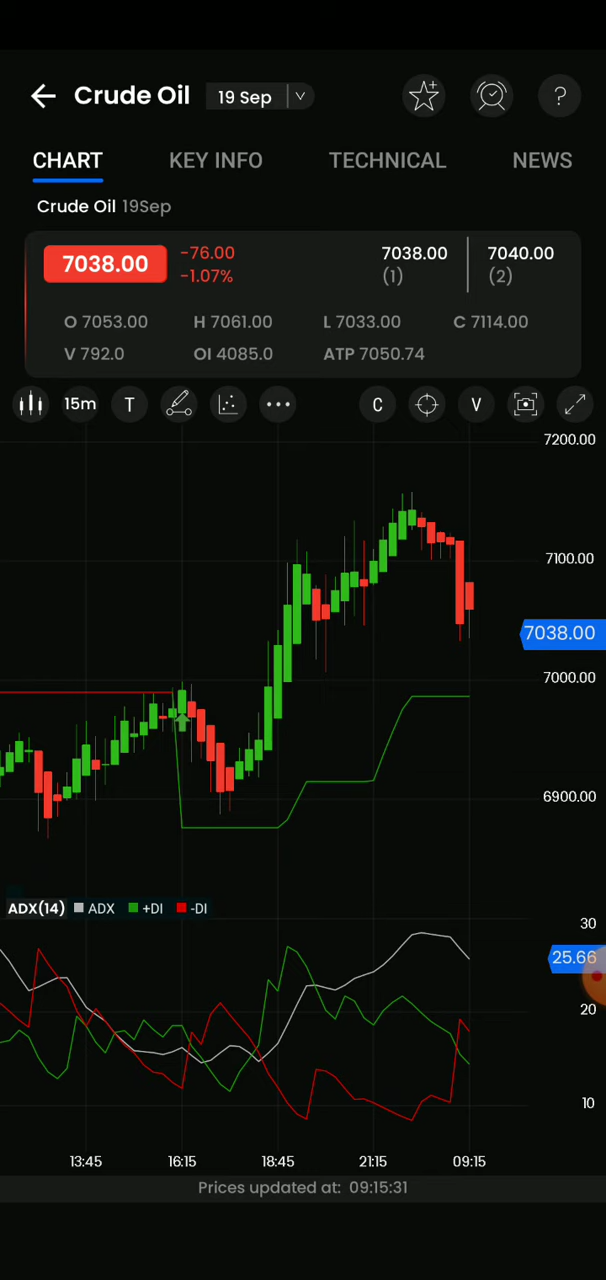 Crude Oil 19 Sep
?
CHART KEY INFO TECHNICAL NEWS
Crude Oil 19Sep
7038.00 -76.00 -1.07% 7038.00 (1) 7040.00 (2)
O 7053.00 H 7061.00 L 7033.00 C 7114.00
V 792.0 OI 4085.0 ATP 7050.74
15m T C V
7200.00
7100.00
7038.00
7000.00
6900.00
ADX(14) ADX +DI -DI
30
25.66
20
10
13:45 16:15 18:45 21:15 09:15
Prices updated at: 09:15:31